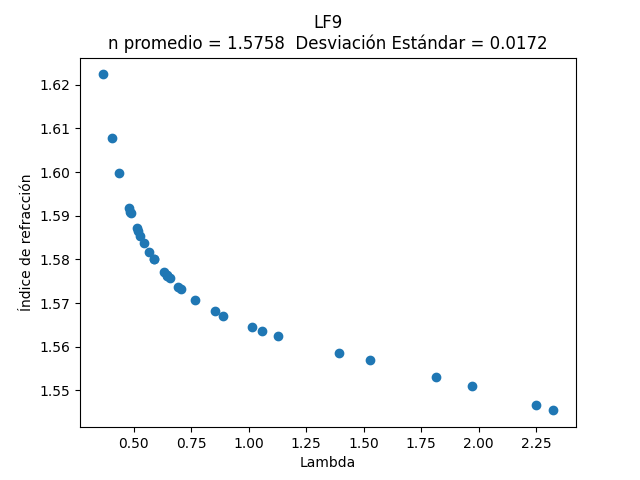 LF9
n promedio = 1.5758  Desviación Estándar = 0.0172
1.62
1.61
1.60
1.59
1.58
1.57
1.56
1.55
Índice de refracción
0.50 0.75 1.00 1.25 1.50 1.75 2.00 2.25
Lambda